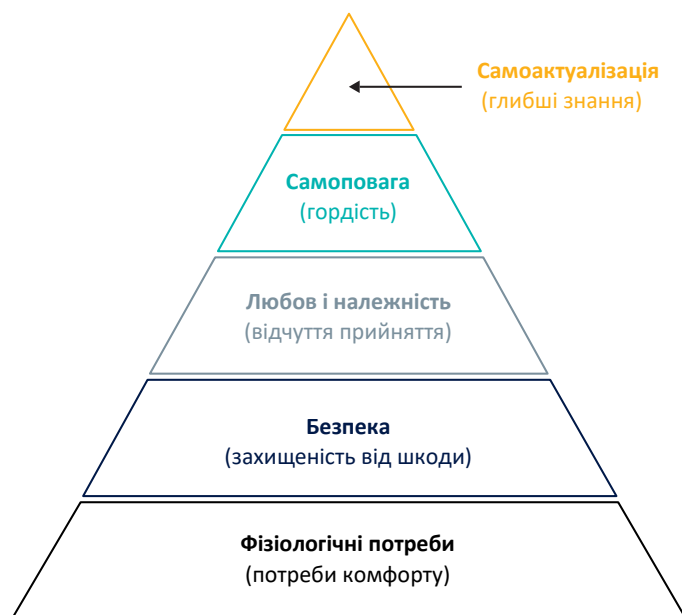 Самоактуалізація
(глибші знання)
Самоповага
(гордість)
Любов і належність
(відчуття прийняття)
Безпека
(захищеність від шкоди)
Фізіологічні потреби
(потреби комфорту)